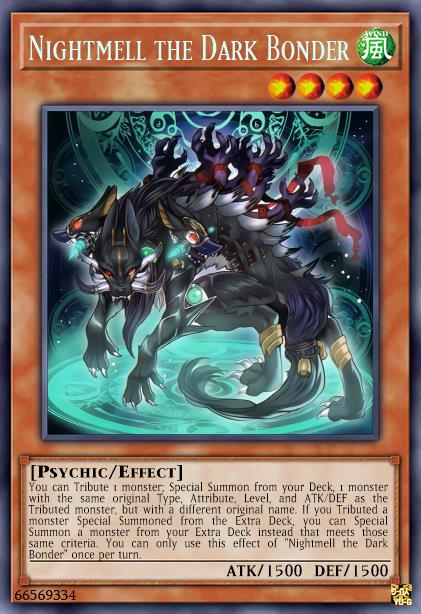 NIGHTMELL THE DARK BONDER
WIND
風
[PSYCHIC/EFFECT]
You can Tribute 1 monster; Special Summon from your Deck, 1 monster
with the same original Type, Attribute, Level, and ATK/DEF as the
Tributed monster, but with a different original name. If you Tributed a
monster Special Summoned from the Extra Deck, you can Special
Summon a monster from your Extra Deck instead that meets those
same criteria. You can only use this effect of "Nightmell the Dark
Bonder" once per turn.
ATK/1500 DEF/1500
66569334